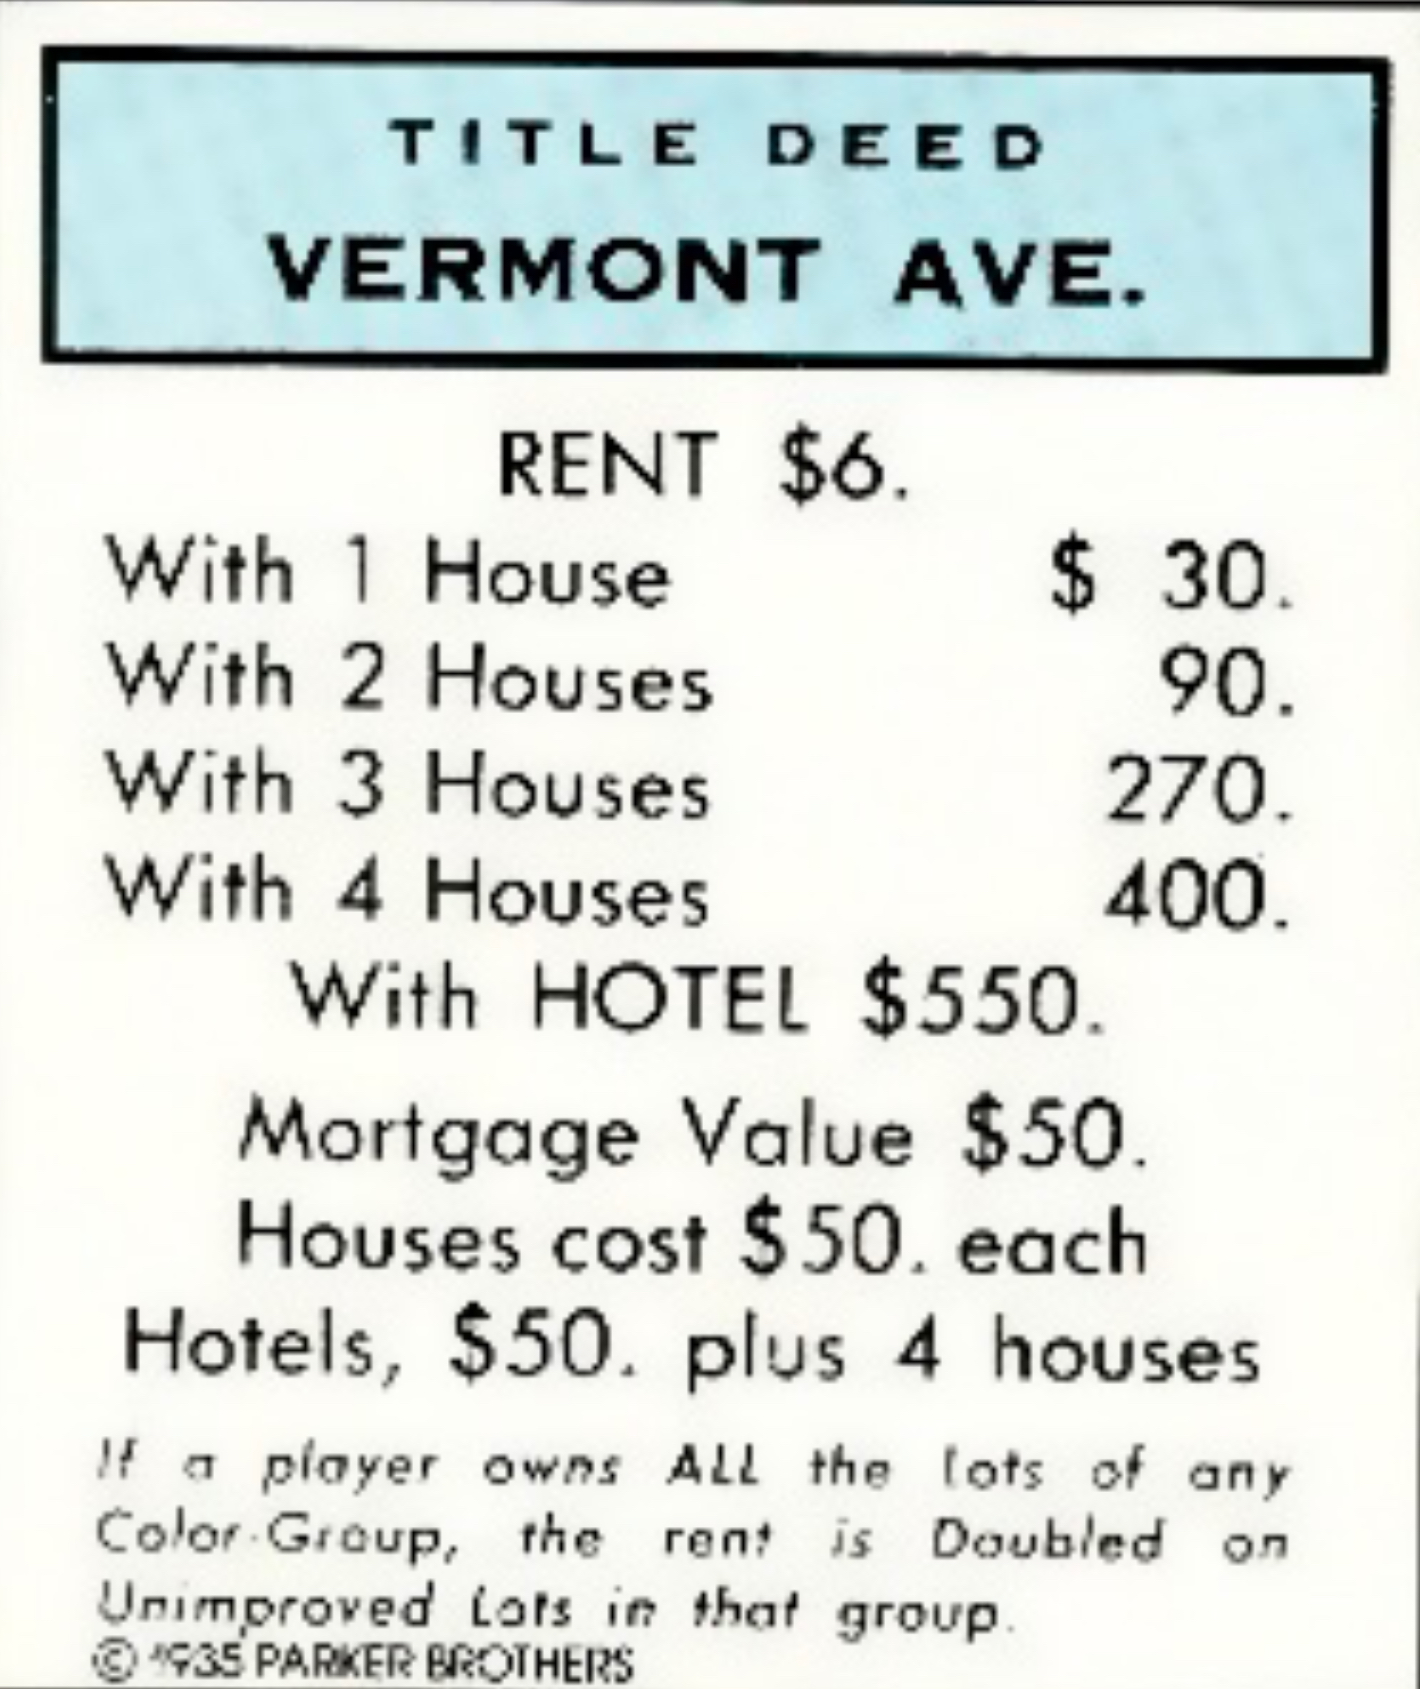 TITLE DEED
VERMONT AVE.
RENT $6.
With 1 House $ 30.
With 2 Houses 90.
With 3 Houses 270.
With 4 Houses 400.
With HOTEL $550.
Mortgage Value $50.
Houses cost $50. each
Hotels, $50. plus 4 houses
If a player owns ALL the Lots of any
Color-Group, the rent is Doubled on
Unimproved Lots in that group.
© 1935 PARKER BROTHERS